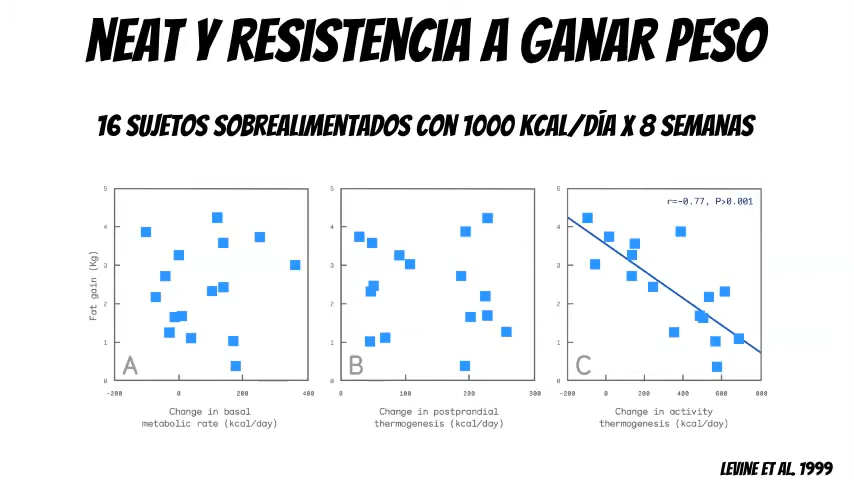 NEAT Y RESISTENCIA A GANAR PESO
16 SUJETOS SOBREALIMENTADOS CON 1000 KCAL/DÍA X 8 SEMANAS
Fat gain (Kg)
5
4
3
2
1
0
A
-200
0
200
400
Change in basal
metabolic rate (kcal/day)
5
4
3
2
1
0
B
0
100
200
300
Change in postprandial
thermogenesis (kcal/day)
r=-0.77, P>0.001
5
4
3
2
1
0
C
-200
0
200
400
600
800
Change in activity
thermogenesis (kcal/day)
LEVINE ET AL, 1999